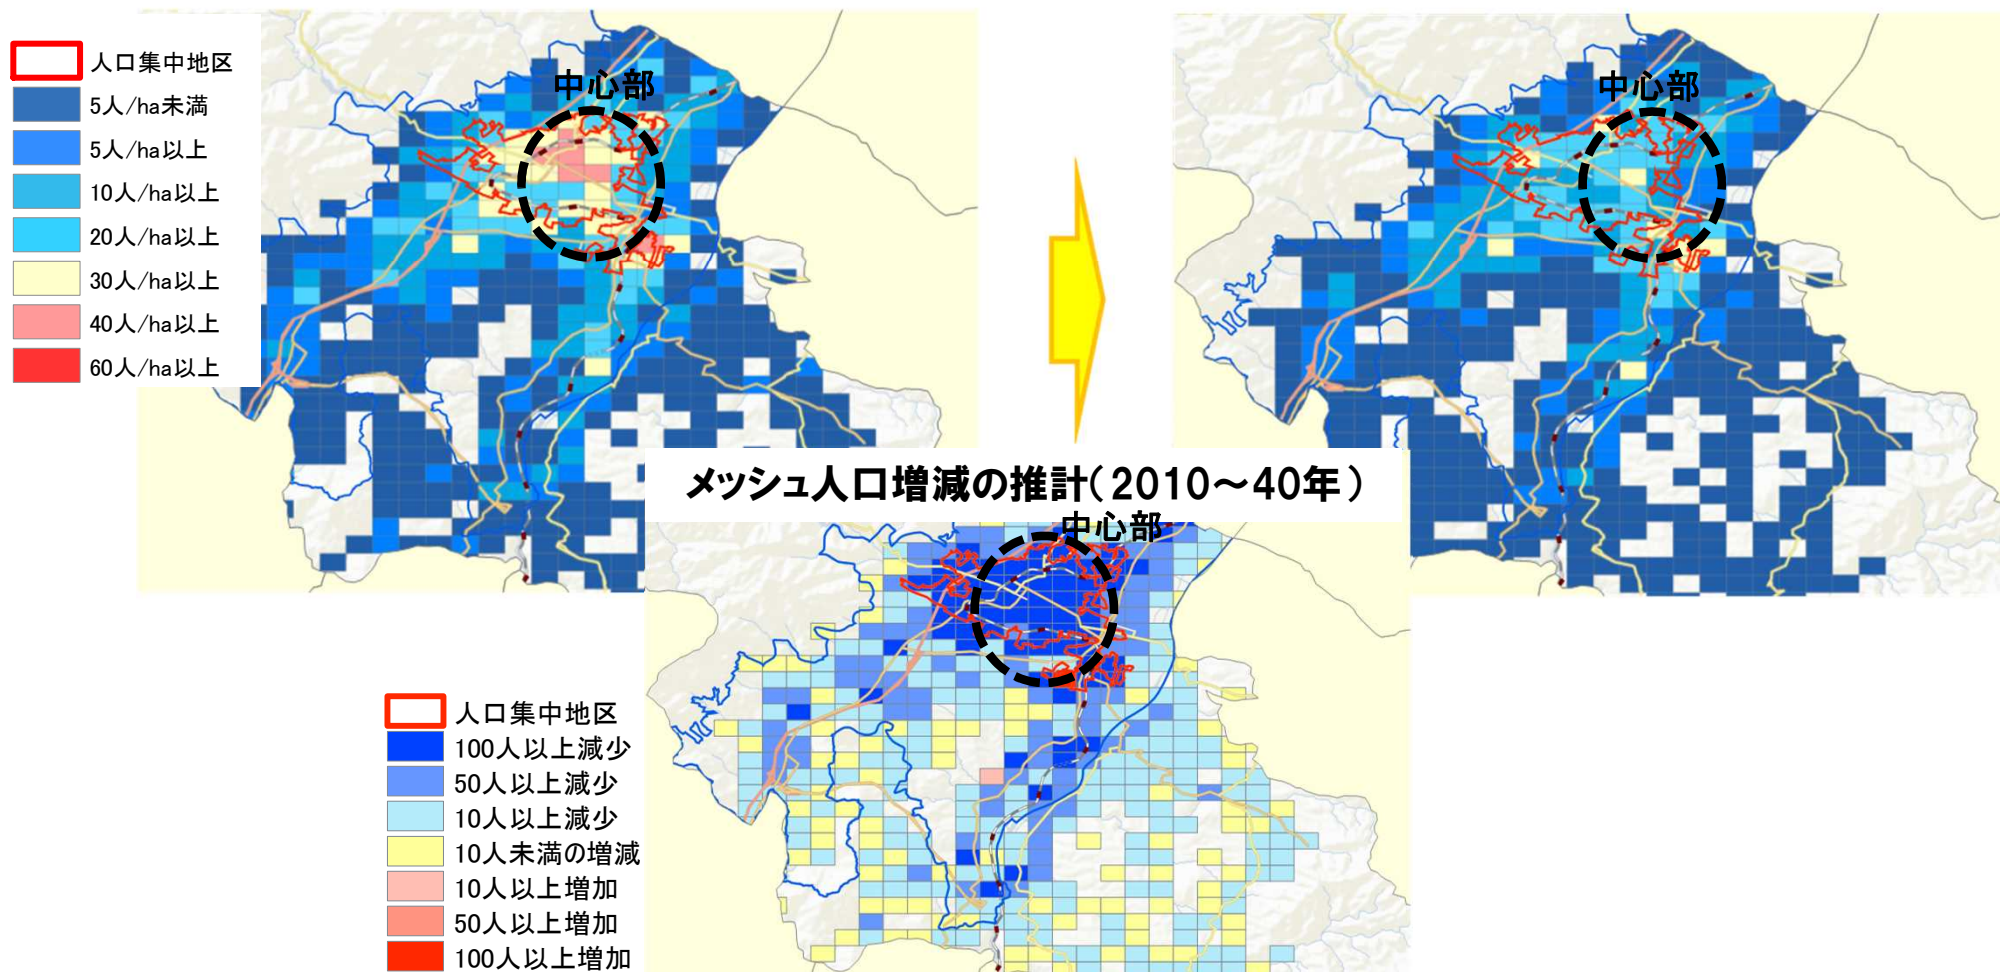 人口集中地区
5人/ha未満
5人/ha以上
10人/ha以上
20人/ha以上
30人/ha以上
40人/ha以上
60人/ha以上
中心部
中心部
メッシュ人口増減の推計(2010～40年)
中心部
人口集中地区
100人以上減少
50人以上減少
10人以上減少
10人未満の増減
10人以上増加
50人以上増加
100人以上増加